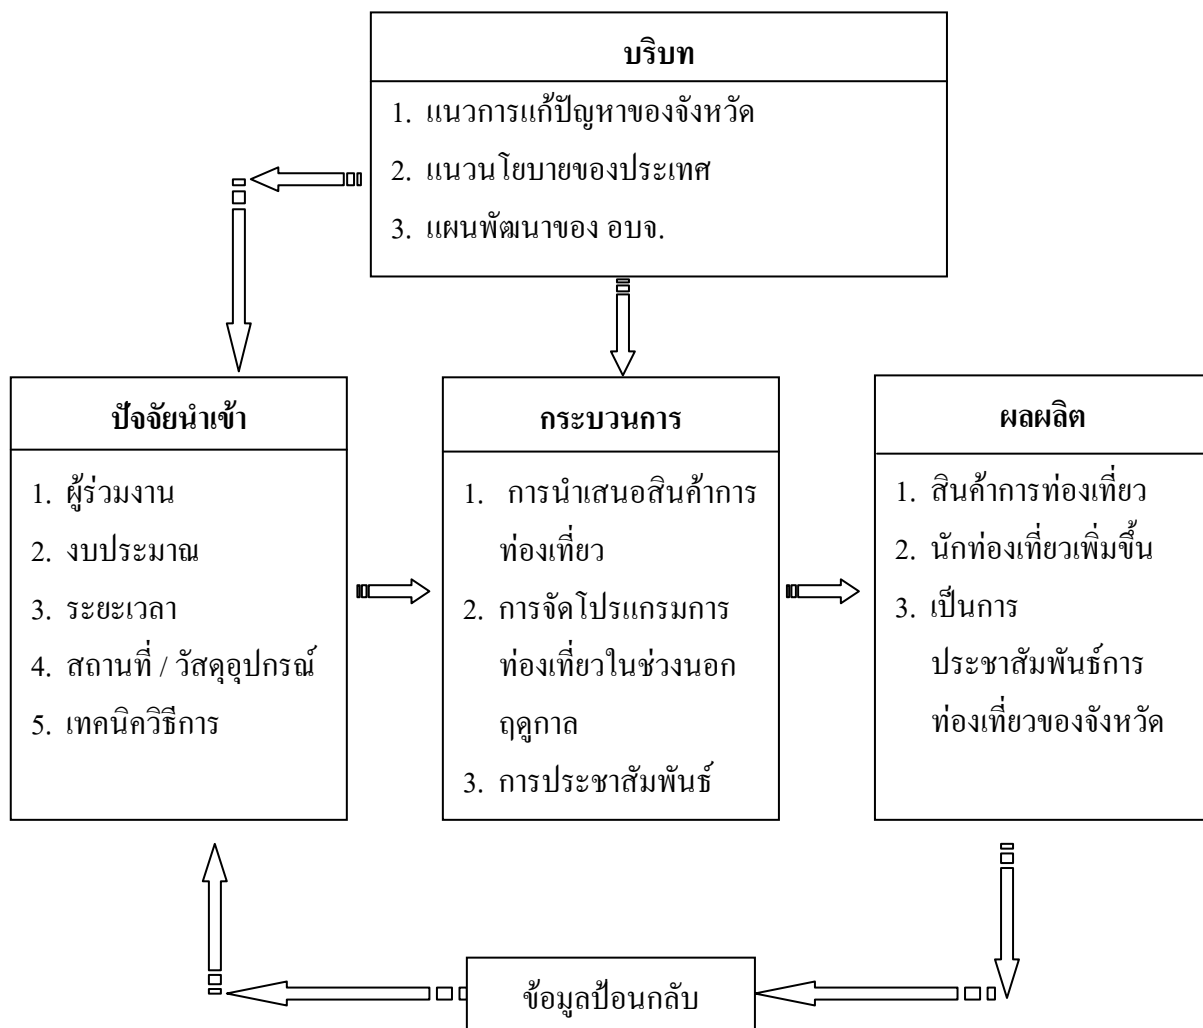 บริบท
1. แนวการแก้ปัญหาของจังหวัด
2. แนวนโยบายของประเทศ
3. แผนพัฒนาของ อบจ.
ปัจจัยนำเข้า
1. ผู้ร่วมงาน
2. งบประมาณ
3. ระยะเวลา
4. สถานที่ / วัสดุอุปกรณ์
5. เทคนิควิธีการ
กระบวนการ
1. การนำเสนอสินค้าการ
ท่องเที่ยว
2. การจัดโปรแกรมการ
ท่องเที่ยวในช่วงนอก
ฤดูกาล
3. การประชาสัมพันธ์
ผลผลิต
1. สินค้าการท่องเที่ยว
2. นักท่องเที่ยวเพิ่มขึ้น
3. เป็นการ
ประชาสัมพันธ์การ
ท่องเที่ยวของจังหวัด
ข้อมูลป้อนกลับ